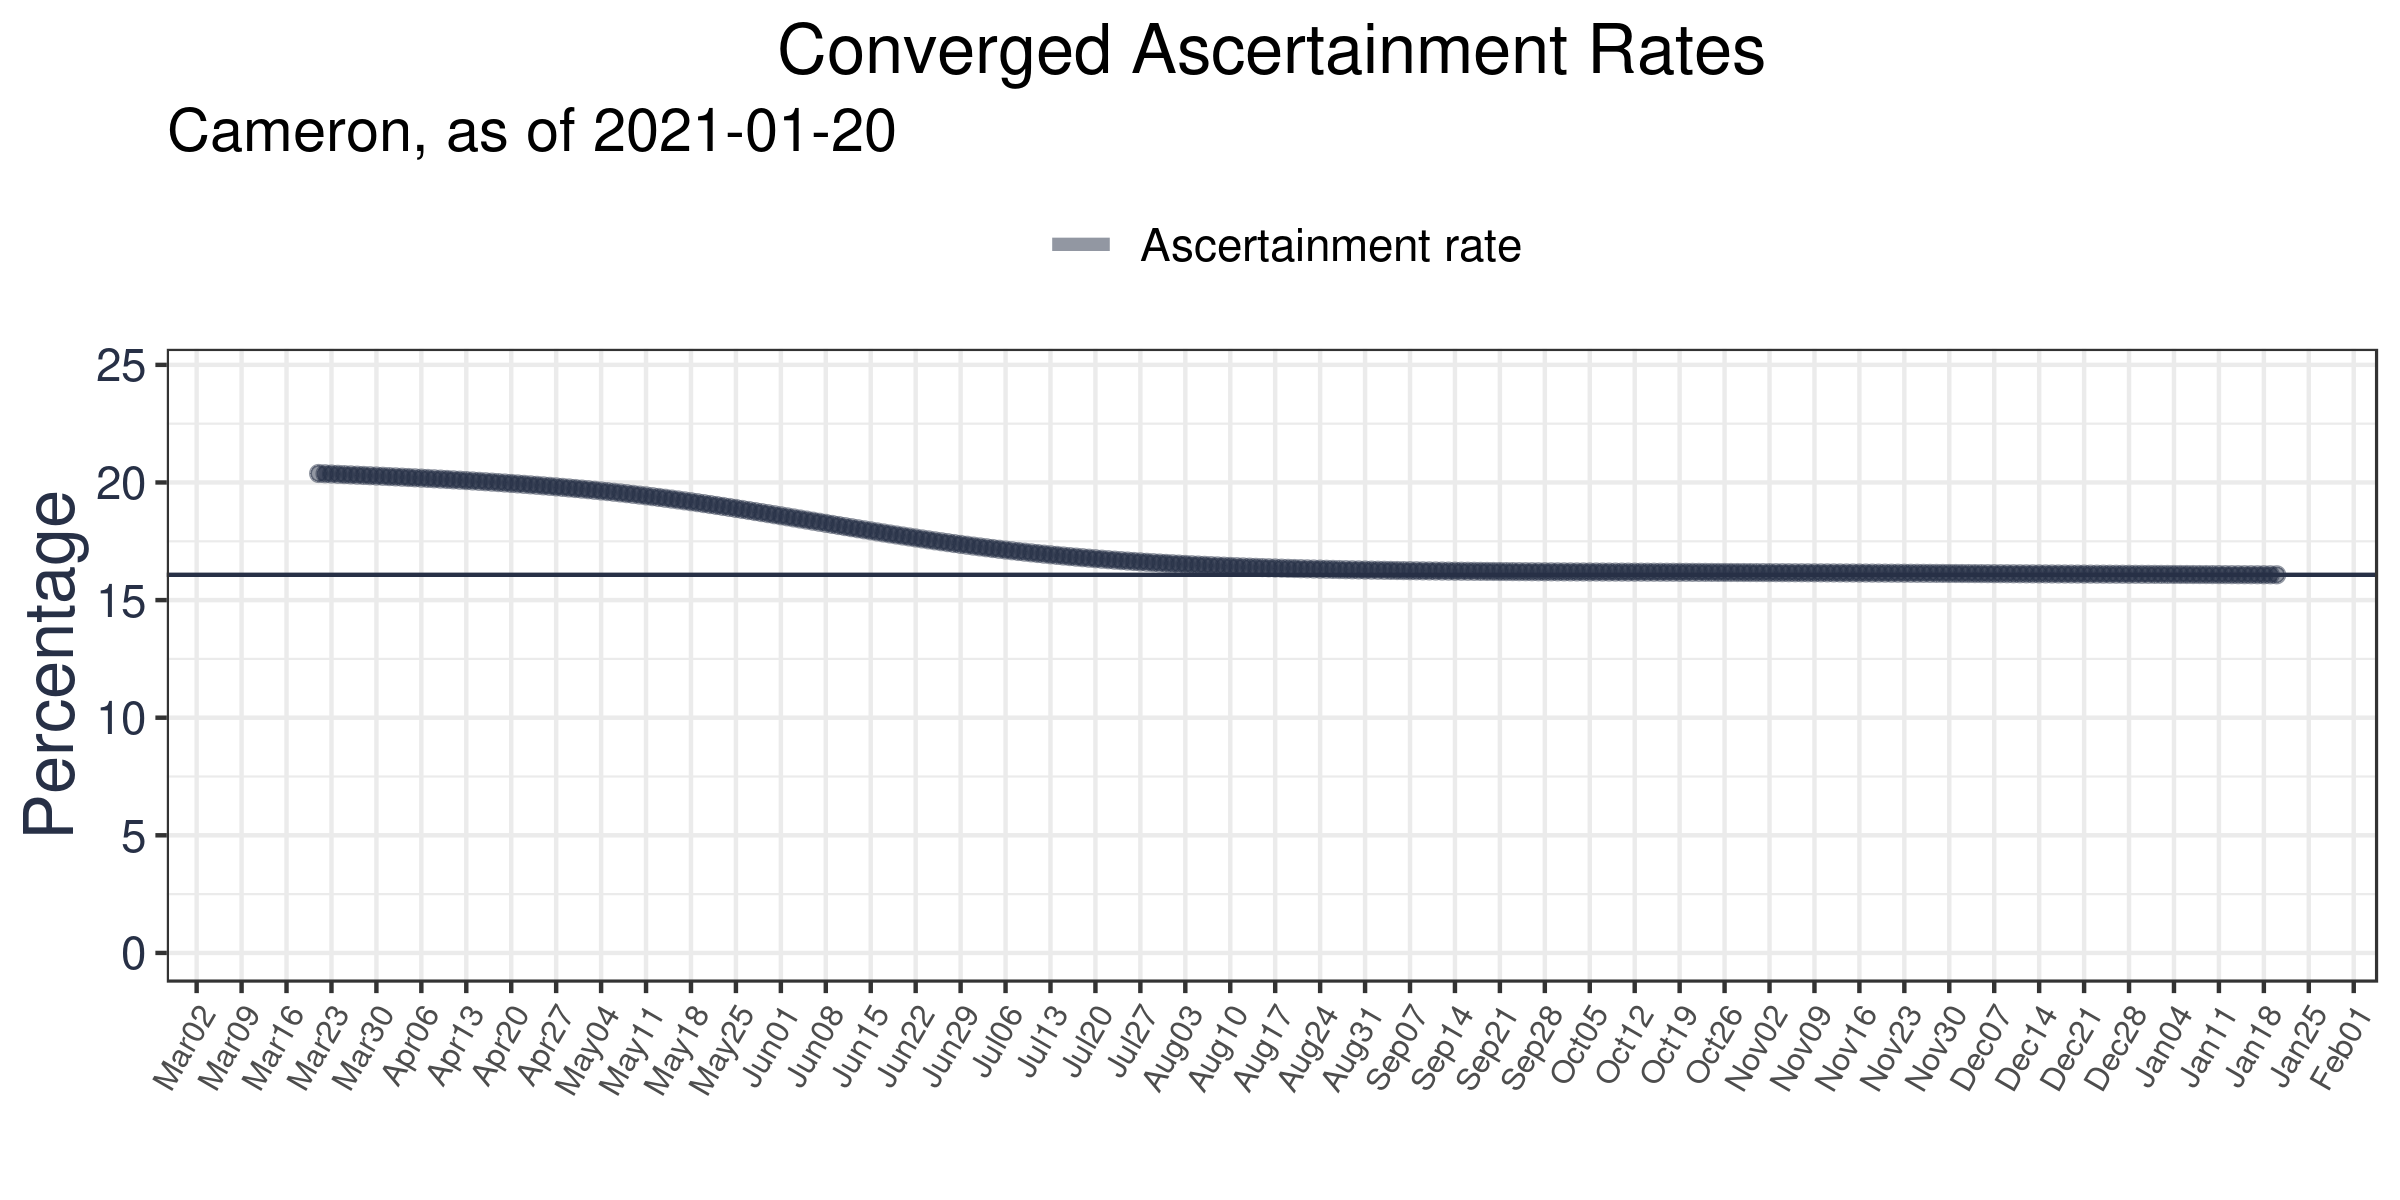 Converged Ascertainment Rates
Cameron, as of 2021-01-20
Ascertainment rate
Percentage
25
20
15
10
5
0
Mar02 Mar09 Mar16 Mar23 Mar30 Apr06 Apr13 Apr20 Apr27 May04 May11 May18 May25 Jun01 Jun08 Jun15 Jun22 Jun29 Jul06 Jul13 Jul20 Jul27 Aug03 Aug10 Aug17 Aug24 Aug31 Sep07 Sep14 Sep21 Sep28 Oct05 Oct12 Oct19 Oct26 Nov02 Nov09 Nov16 Nov23 Nov30 Dec07 Dec14 Dec21 Dec28 Jan04 Jan11 Jan18 Jan25 Feb01